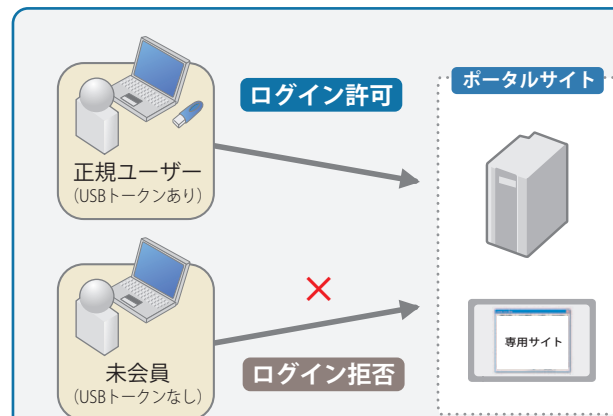 ログイン許可
ポータルサイト
正規ユーザー
(USBトークンあり)
専用サイト
未会員
(USBトークンなし)
ログイン拒否